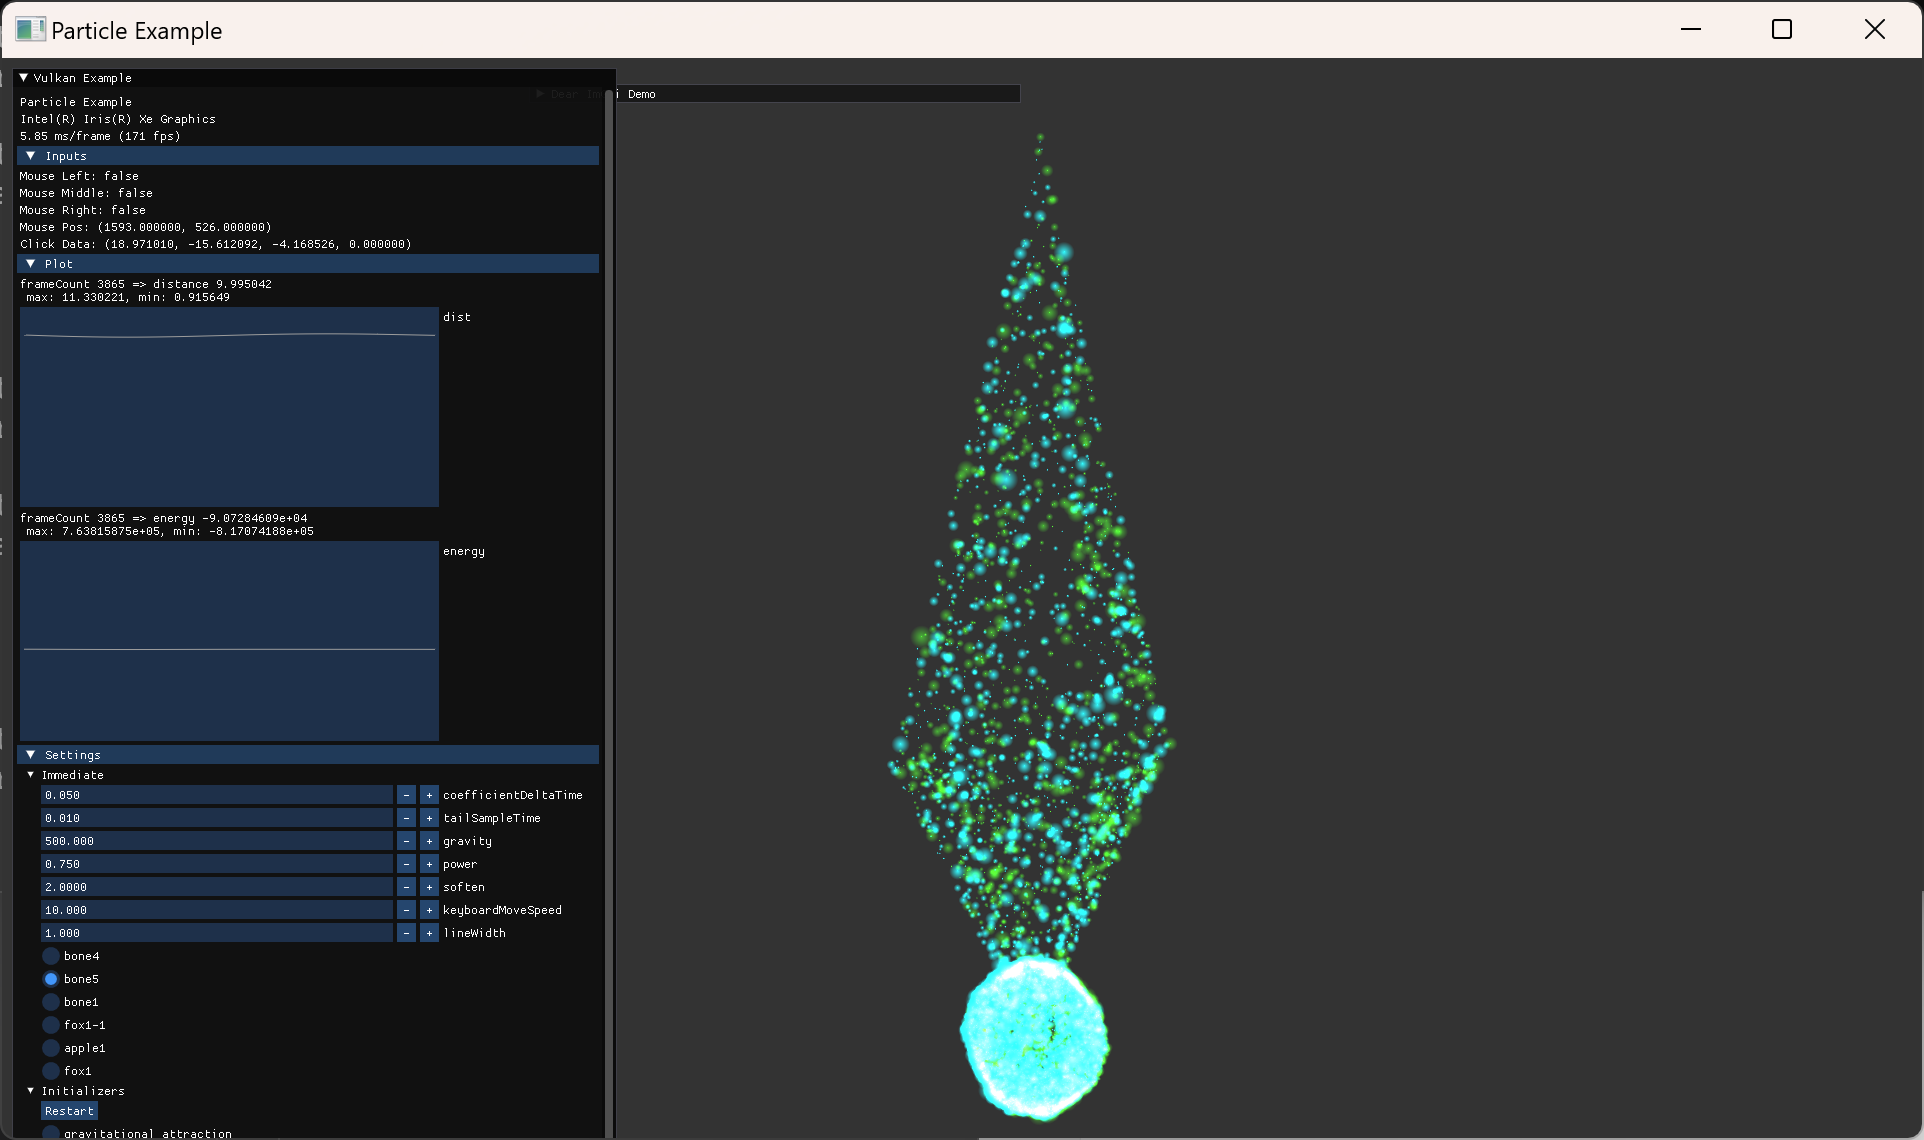 Particle Example
Vulkan Example
Dear ImGui Demo
Particle Example
Intel(R) Iris(R) Xe Graphics
5.85 ms/frame (171 fps)
Inputs
Mouse Left: false
Mouse Middle: false
Mouse Right: false
Mouse Pos: (1593.000000, 526.000000)
Click Data: (18.971010, -15.612092, -4.168526, 0.000000)
Plot
frameCount 3865 => distance 9.995042
max: 11.330221, min: 0.915649
dist
frameCount 3865 => energy -9.07284609e+04
max: 7.63815875e+05, min: -8.17074188e+05
energy
Settings
Immediate
0.050 - + coefficientDeltaTime
0.010 - + tailSampleTime
500.000 - + gravity
0.750 - + power
2.0000 - + soften
10.000 - + keyboardMoveSpeed
1.000 - + lineWidth
bone4
bone5
bone1
fox1-1
apple1
fox1
Initializers
Restart
gravitational attraction